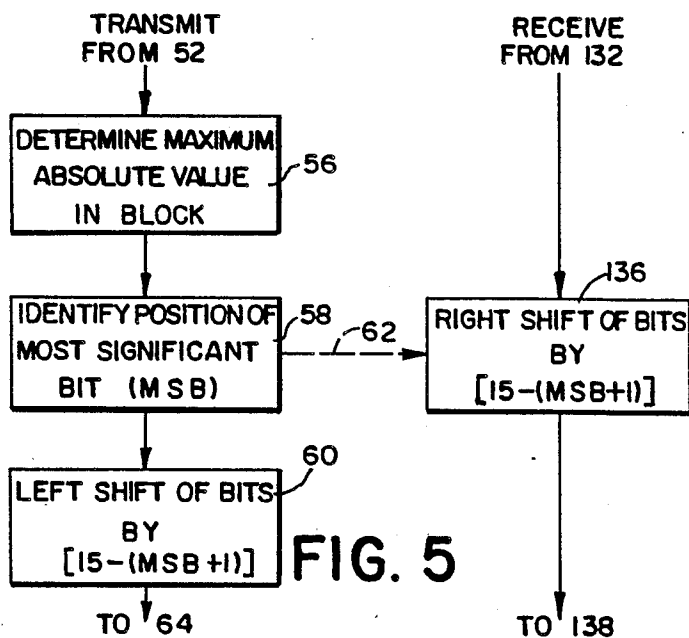 TRANSMIT
FROM 52
DETERMINE MAXIMUM
ABSOLUTE VALUE
IN BLOCK
56
IDENTIFY POSITION OF
MOST SIGNIFICANT
BIT (MSB)
58
62
LEFT SHIFT OF BITS
BY
[15-(MSB+1)]
60
TO 64
RECEIVE
FROM 132
136
RIGHT SHIFT OF BITS
BY
[15-(MSB+1)]
TO 138
FIG. 5